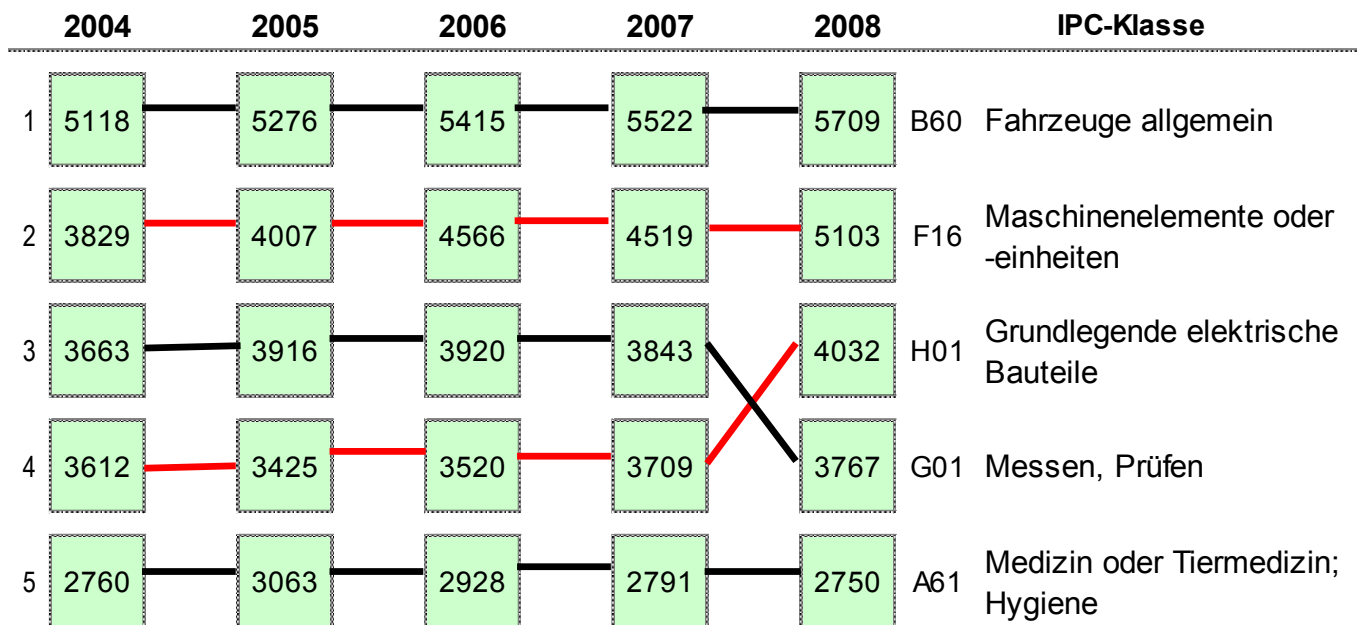 2004 2005 2006 2007 2008 IPC-Klasse
1 5118 5276 5415 5522 5709 B60 Fahrzeuge allgemein
2 3829 4007 4566 4519 5103 F16 Maschinenelemente oder
-einheiten
3 3663 3916 3920 3843 4032 H01 Grundlegende elektrische
Bauteile
4 3612 3425 3520 3709 3767 G01 Messen, Prüfen
5 2760 3063 2928 2791 2750 A61 Medizin oder Tiermedizin;
Hygiene